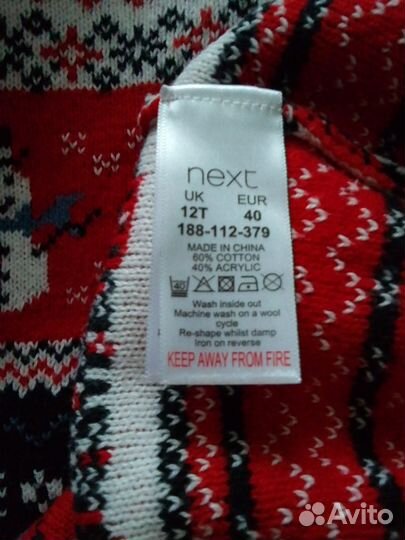 next
UK EUR
12T 40
188-112-379
MADE IN CHINA
60% COTTON
40% ACRYLIC
40
Wash inside out
Machine wash on a wool
cycle
Re-shape whilst damp
Iron on reverse
KEEP AWAY FROM FIRE
Avito